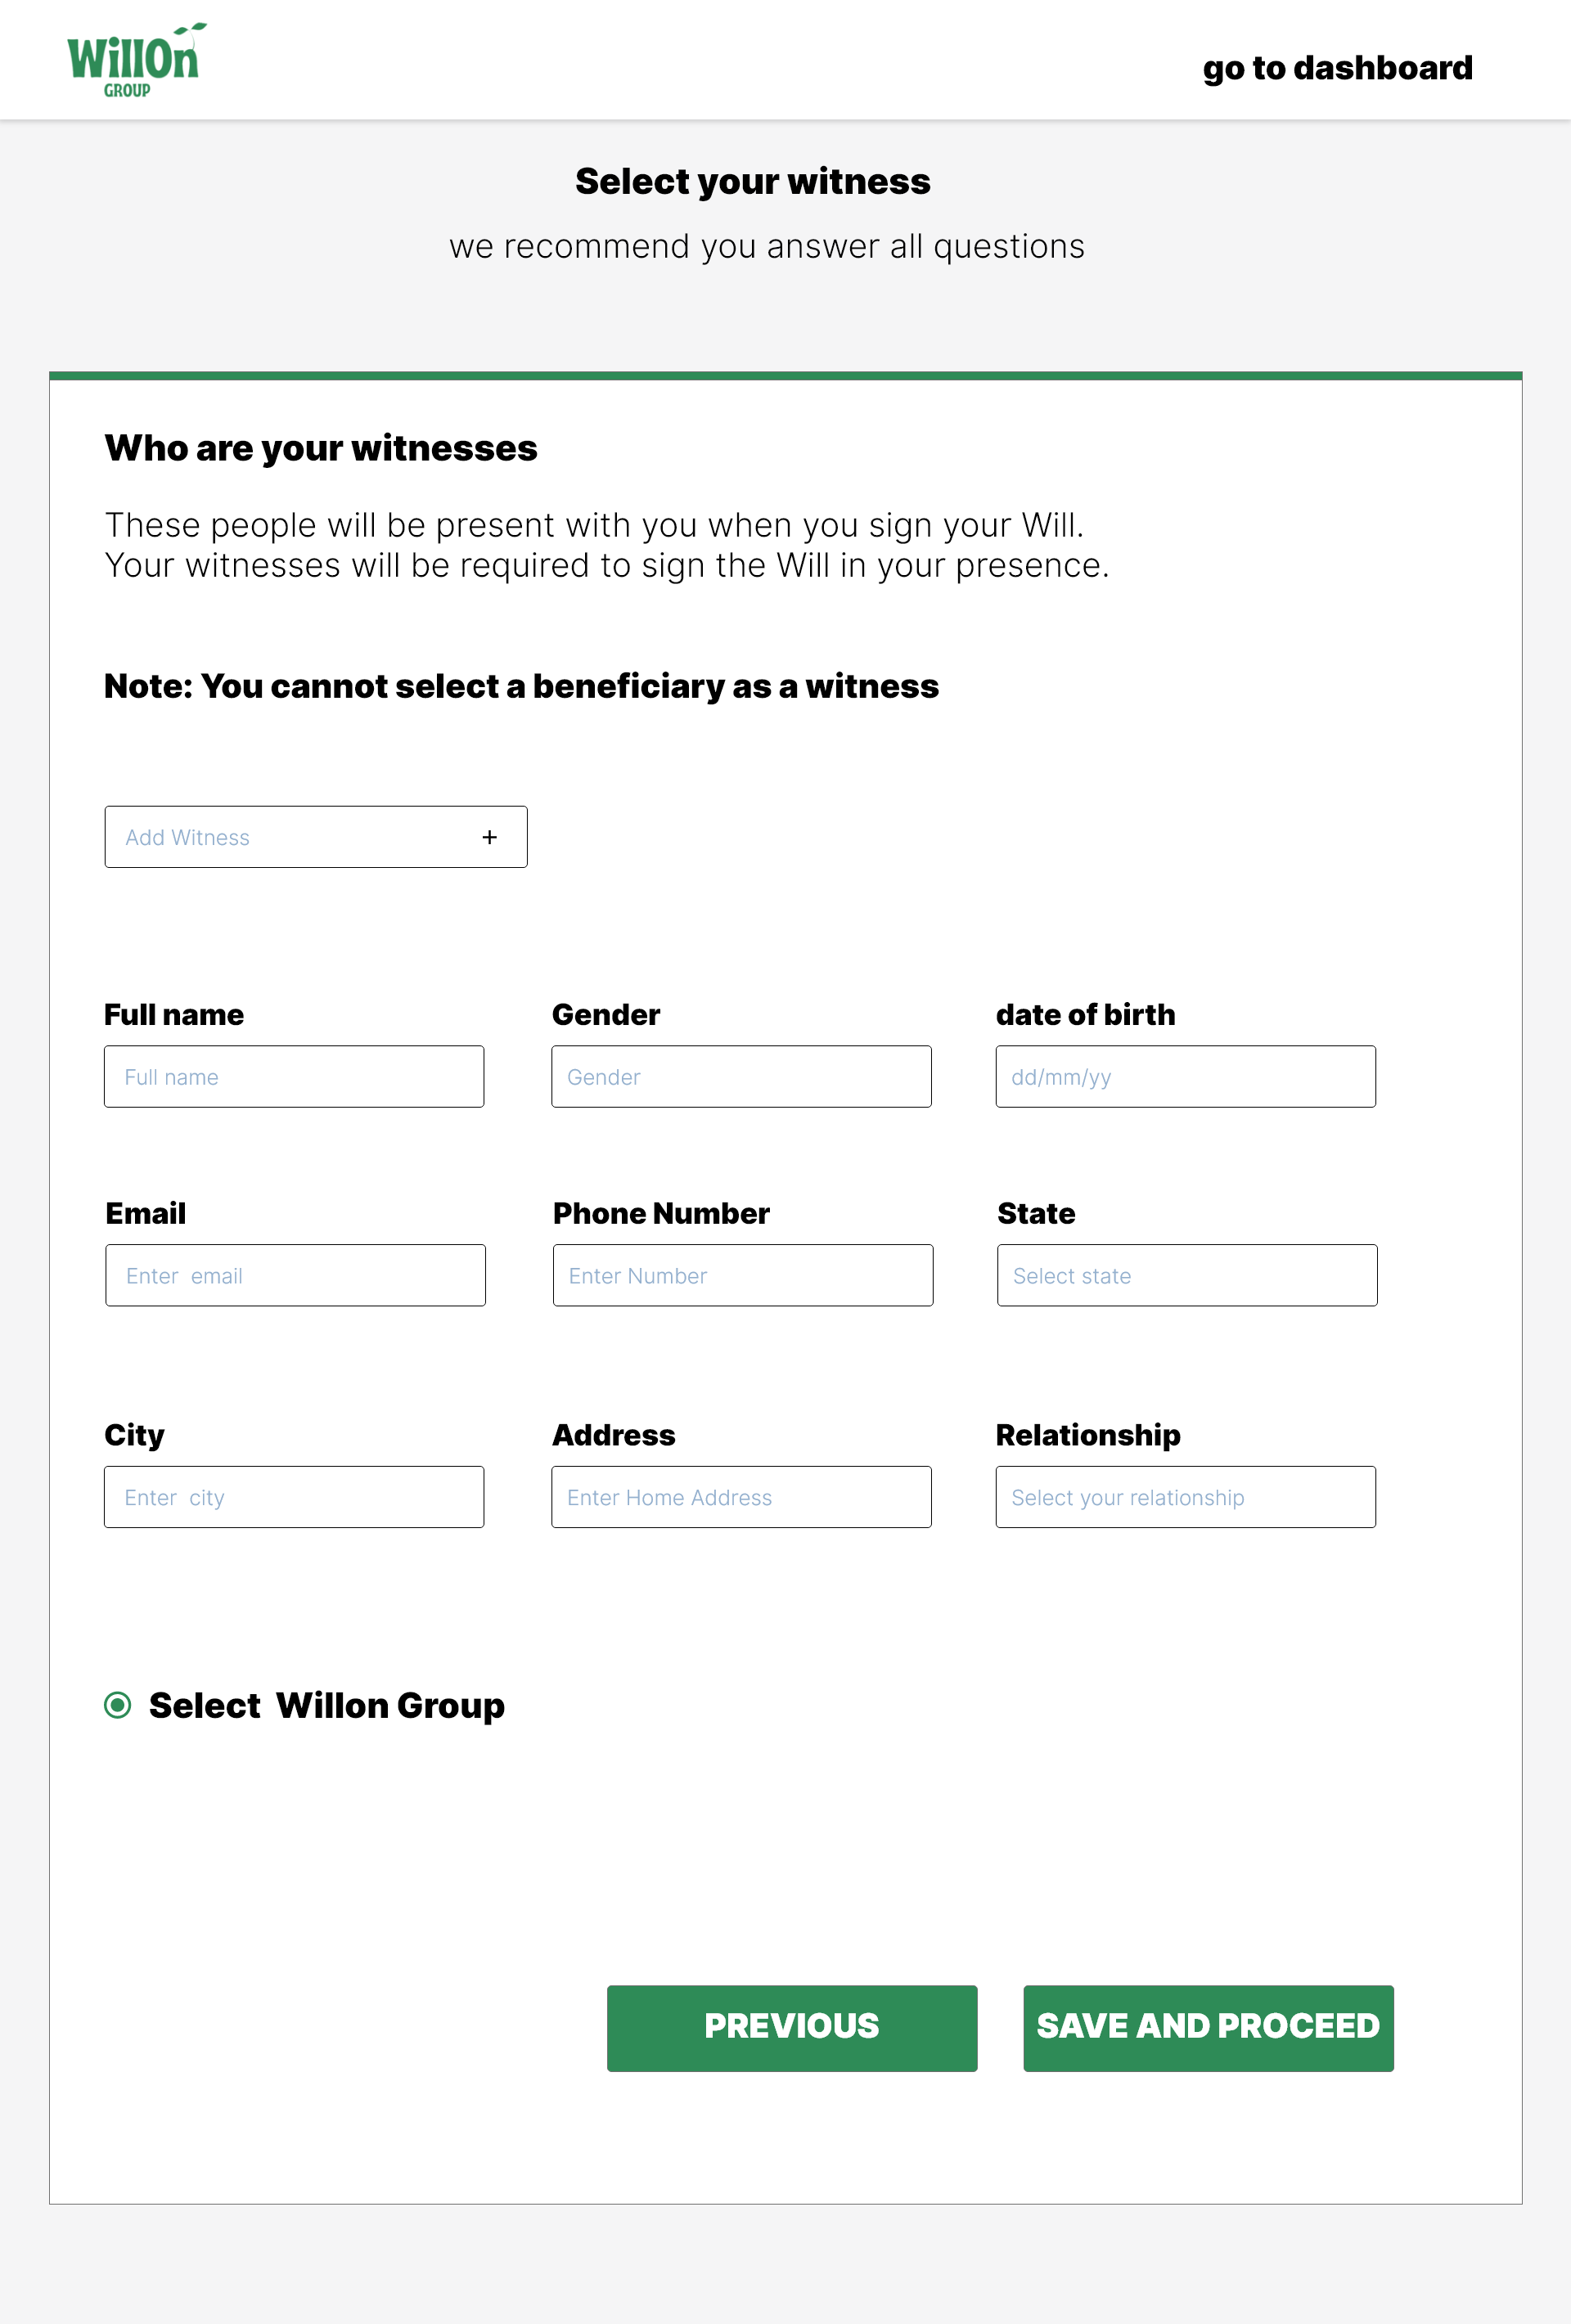 WillOn
GROUP
go to dashboard
Select your witness
we recommend you answer all questions
Who are your witnesses
These people will be present with you when you sign your Will.
Your witnesses will be required to sign the Will in your presence.
Note: You cannot select a beneficiary as a witness
Add Witness +
Full name Gender date of birth
Full name Gender dd/mm/yy
Email Phone Number State
Enter email Enter Number Select state
City Address Relationship
Enter city Enter Home Address Select your relationship
Select Willon Group
PREVIOUS SAVE AND PROCEED